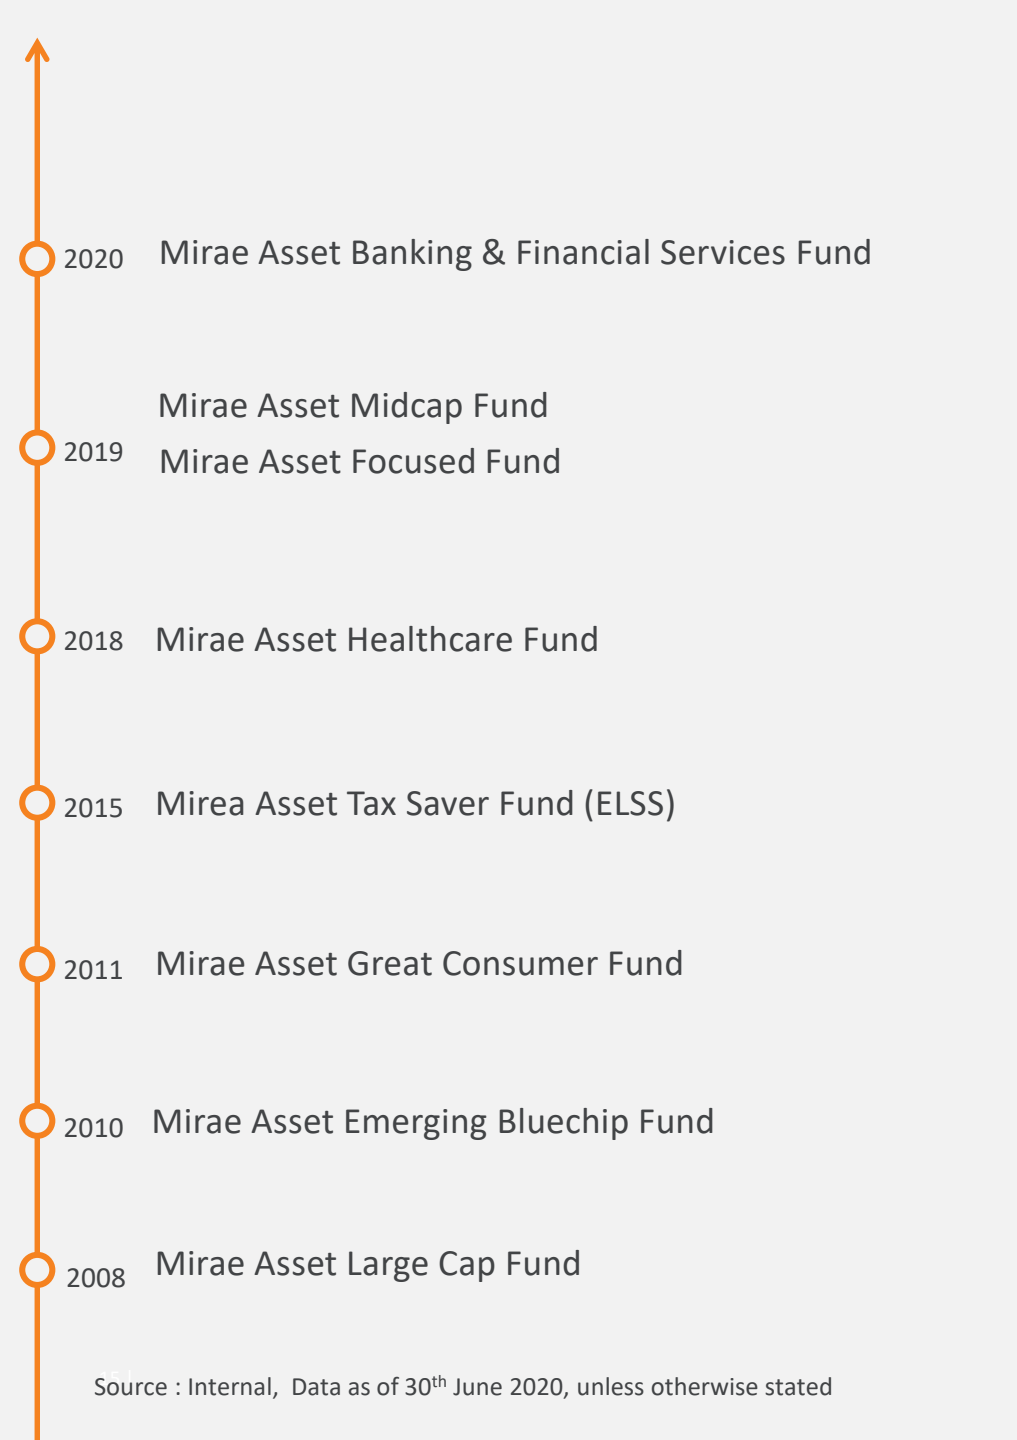 2020 Mirae Asset Banking & Financial Services Fund
Mirae Asset Midcap Fund
2019 Mirae Asset Focused Fund
2018 Mirae Asset Healthcare Fund
2015 Mirea Asset Tax Saver Fund (ELSS)
2011 Mirae Asset Great Consumer Fund
2010 Mirae Asset Emerging Bluechip Fund
2008 Mirae Asset Large Cap Fund
Source : Internal, Data as of 30th June 2020, unless otherwise stated